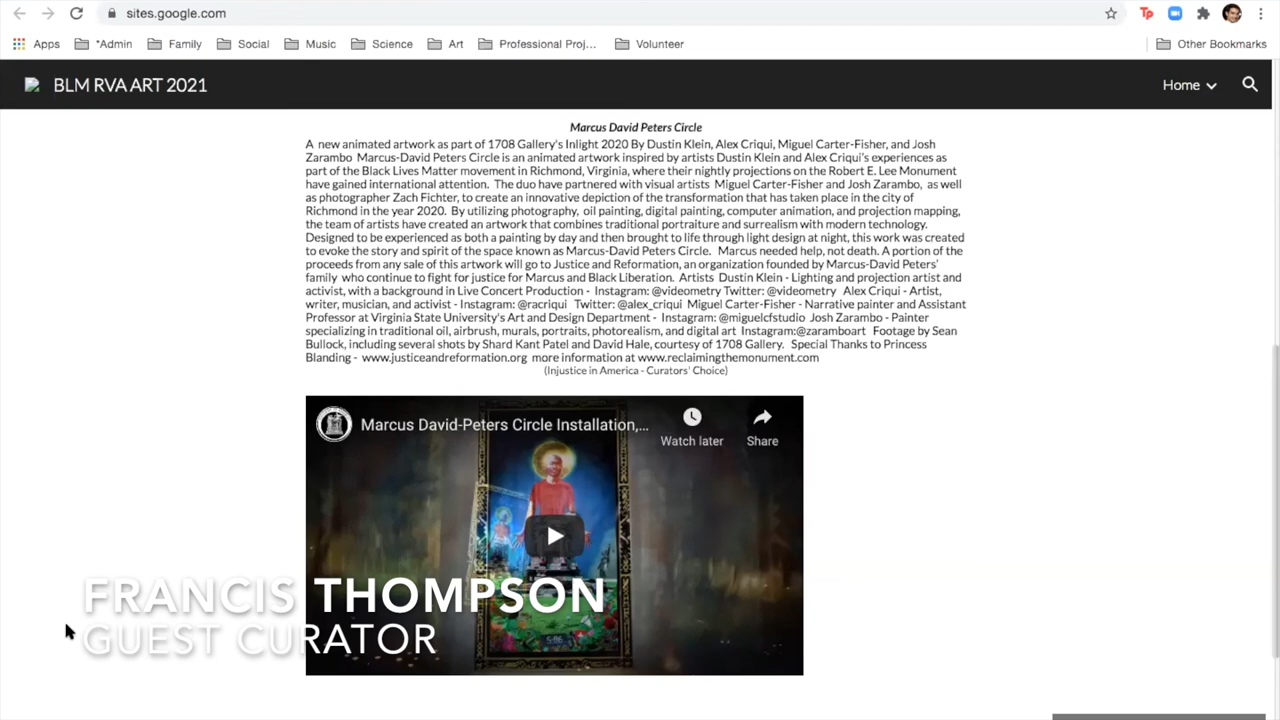 sites.google.com
Apps
*Admin
Family
Social
Music
Science
Art
Professional Proj...
Volunteer
Other Bookmarks
BLM RVA ART 2021
Home
Marcus David Peters Circle
A new animated artwork as part of 1708 Gallery's Inlight 2020 By Dustin Klein, Alex Criqui, Miguel Carter-Fisher, and Josh
Zarambo Marcus-David Peters Circle is an animated artwork inspired by artists Dustin Klein and Alex Criqui's experiences as
part of the Black Lives Matter movement in Richmond, Virginia, where their nightly projections on the Robert E. Lee Monument
have gained international attention. The duo have partnered with visual artists Miguel Carter-Fisher and Josh Zarambo, as well
as photographer Zach Fichter, to create an innovative depiction of the transformation that has taken place in the city of
Richmond in the year 2020. By utilizing photography, oil painting, digital painting, computer animation, and projection mapping,
the team of artists have created an artwork that combines traditional portraiture and surrealism with modern technology.
Designed to be experienced as both a painting by day and then brought to life through light design at night, this work was created
to evoke the story and spirit of the space known as Marcus-David Peters Circle. Marcus needed help, not death. A portion of the
proceeds from any sale of this artwork will go to Justice and Reformation, an organization founded by Marcus-David Peters'
family who continue to fight for justice for Marcus and Black Liberation. Artists Dustin Klein - Lighting and projection artist and
activist, with a background in Live Concert Production - Instagram: @videometry Twitter: @videometry Alex Criqui - Artist,
writer, musician, and activist - Instagram: @racriqui Twitter: @alex_criqui Miguel Carter-Fisher - Narrative painter and Assistant
Professor at Virginia State University's Art and Design Department - Instagram: @miguelcfstudio Josh Zarambo - Painter
specializing in traditional oil, airbrush, murals, portraits, photorealism, and digital art Instagram:@zaramboart Footage by Sean
Bullock, including several shots by Shard Kant Patel and David Hale, courtesy of 1708 Gallery. Special Thanks to Princess
Blanding - www.justiceandreformation.org more information at www.reclaimingthemonument.com
(Injustice in America - Curators' Choice)
Marcus David-Peters Circle Installation,...
Watch later
Share
FRANCIS THOMPSON
GUEST CURATOR